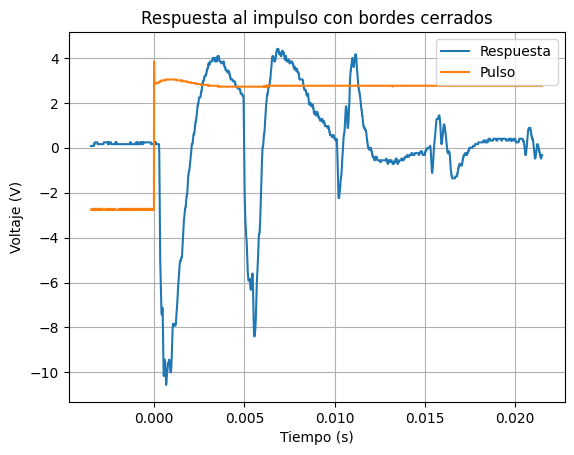 Respuesta al impulso con bordes cerrados
Respuesta
Pulso
Voltaje (V)
4
2
0
−2
−4
−6
−8
−10
0.000 0.005 0.010 0.015 0.020
Tiempo (s)